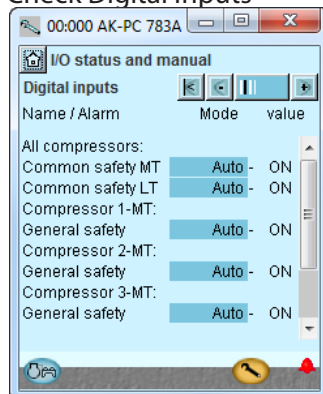 Check Digital Inputs
00:000 AK-PC 783A
I/O status and manual
Digital inputs
Name / Alarm Mode value
All compressors:
Common safety MT Auto - ON
Common safety LT Auto - ON
Compressor 1-MT:
General safety Auto - ON
Compressor 2-MT:
General safety Auto - ON
Compressor 3-MT:
General safety Auto - ON